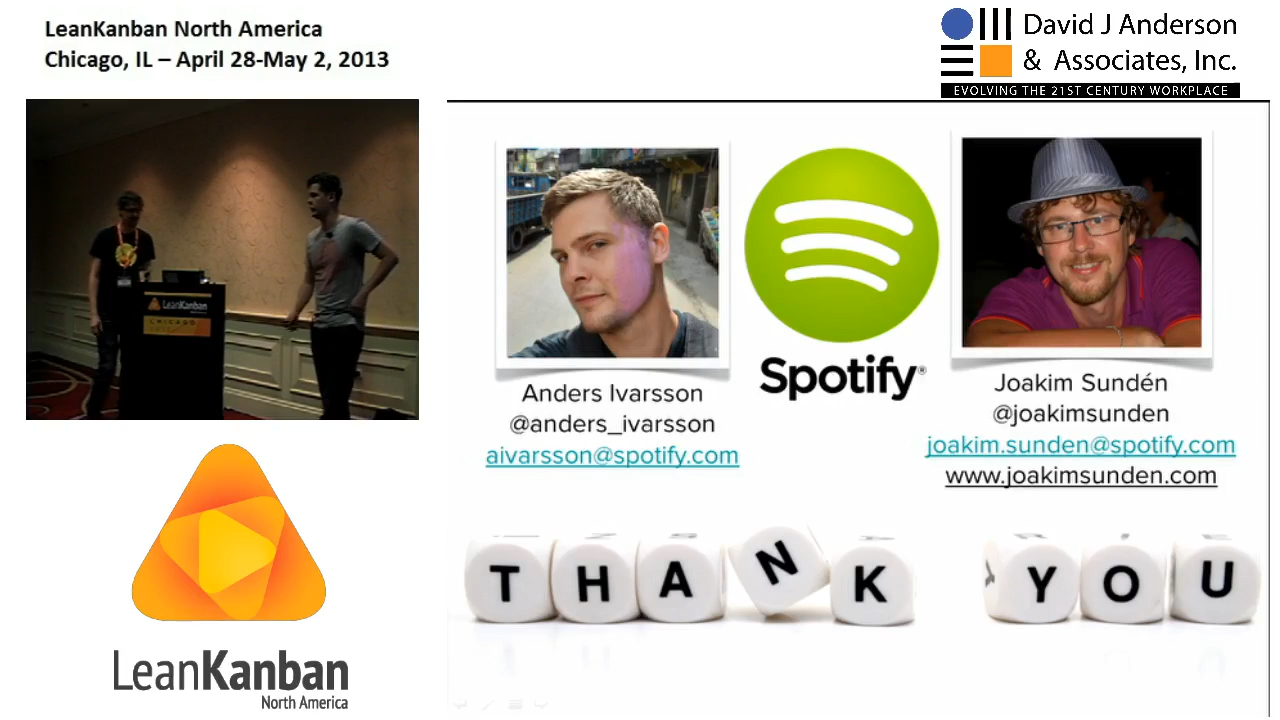 LeanKanban North America
Chicago, IL – April 28-May 2, 2013
David J Anderson
& Associates, Inc.
EVOLVING THE 21ST CENTURY WORKPLACE
LeanKanban
CHICAGO
Spotify®
Anders Ivarsson
@anders_ivarsson
aivarsson@spotify.com
Joakim Sundén
@joakimsunden
joakim.sunden@spotify.com
www.joakimsunden.com
THANK YOU
LeanKanban
North America